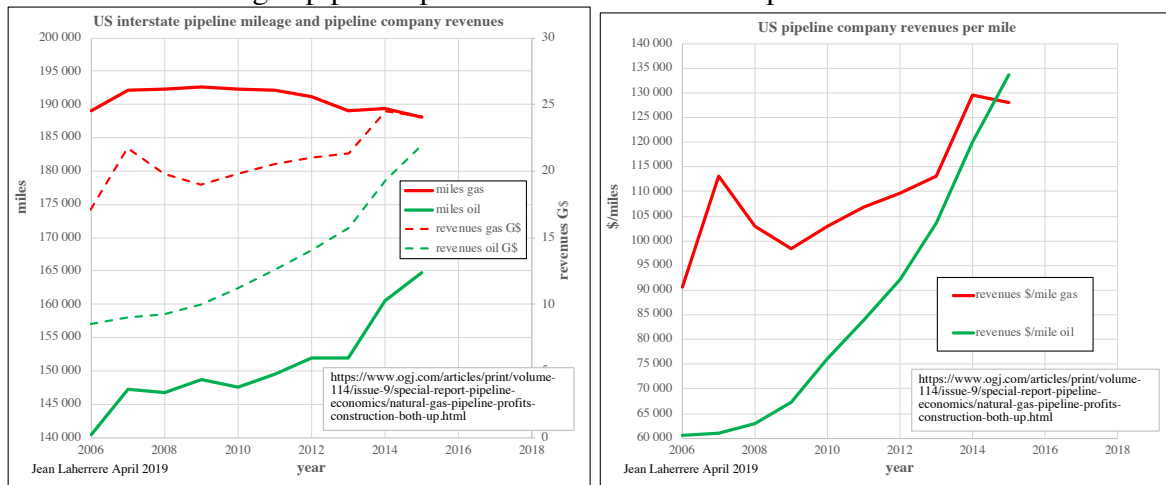 US interstate pipeline mileage and pipeline company revenues
200 000
195 000
190 000
185 000
180 000
175 000
170 000
165 000
160 000
155 000
150 000
145 000
140 000
miles
30
25
20
15
10
0
revenues G$
miles gas
miles oil
revenues gas G$
revenues oil G$
https://www.ogj.com/articles/print/volume-
114/issue-9/special-report-pipeline-
economics/natural-gas-pipeline-profits-
construction-both-up.html
2006 2008 2010 2012 2014 2016 2018
Jean Laherrere April 2019
year
US pipeline company revenues per mile
135 000
130 000
125 000
120 000
115 000
110 000
105 000
100 000
95 000
90 000
85 000
80 000
75 000
70 000
65 000
60 000
$/miles
revenues $/mile gas
revenues $/mile oil
https://www.ogj.com/articles/print/volume-
114/issue-9/special-report-pipeline-
economics/natural-gas-pipeline-profits-
construction-both-up.html
2006 2008 2010 2012 2014 2016 2018
Jean Laherrere April 2019
year